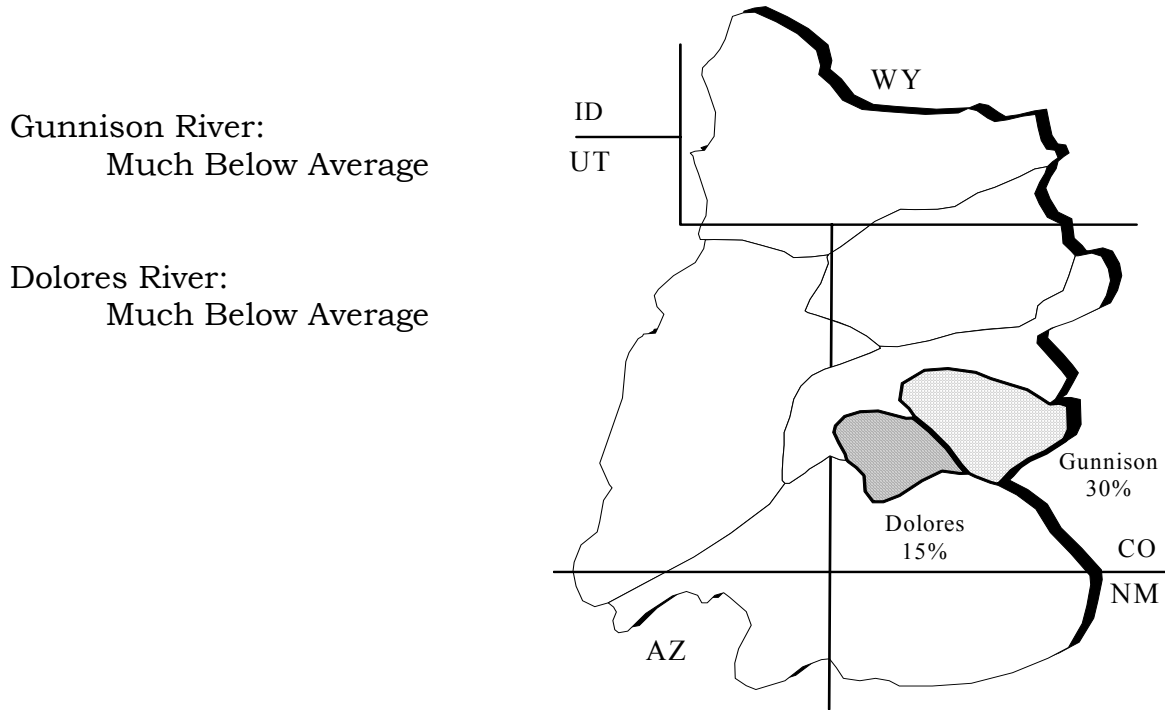 Gunnison River:
Much Below Average
Dolores River:
Much Below Average
WY
ID
UT
Gunnison
30%
Dolores
15%
CO
NM
AZ